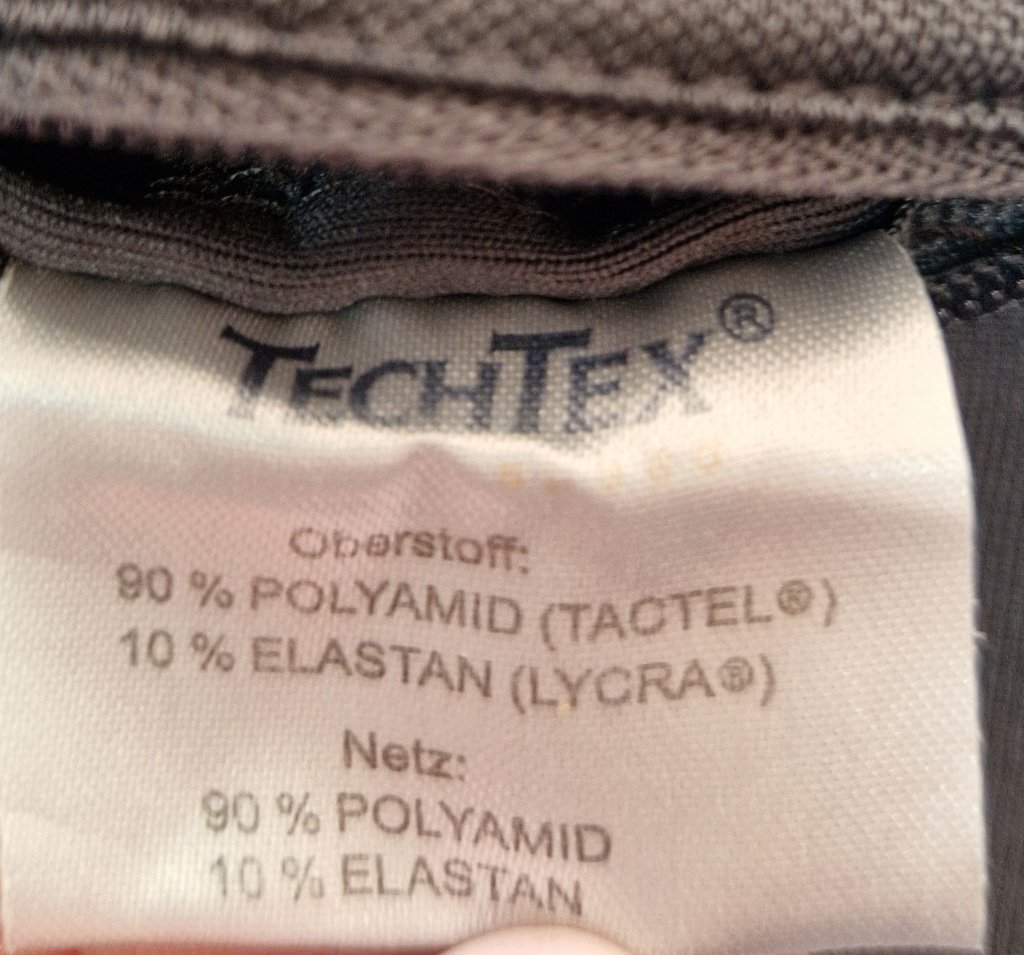 TECHTEX®
Oberstoff:
90 % POLYAMID (TACTEL®)
10 % ELASTAN (LYCRA®)
Netz:
90 % POLYAMID
10 % ELASTAN